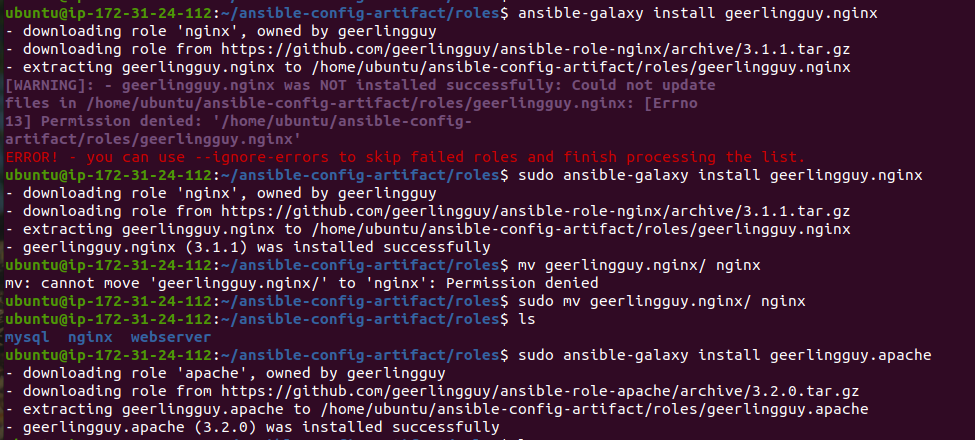 ubuntu@ip-172-31-24-112:~/ansible-config-artifact/roles$ ansible-galaxy install geerlingguy.nginx
- downloading role 'nginx', owned by geerlingguy
- downloading role from https://github.com/geerlingguy/ansible-role-nginx/archive/3.1.1.tar.gz
- extracting geerlingguy.nginx to /home/ubuntu/ansible-config-artifact/roles/geerlingguy.nginx
[WARNING]: - geerlingguy.nginx was NOT installed successfully: Could not update
files in /home/ubuntu/ansible-config-artifact/roles/geerlingguy.nginx: [Errno
13] Permission denied: '/home/ubuntu/ansible-config-
artifact/roles/geerlingguy.nginx'
ERROR! - you can use --ignore-errors to skip failed roles and finish processing the list.
ubuntu@ip-172-31-24-112:~/ansible-config-artifact/roles$ sudo ansible-galaxy install geerlingguy.nginx
- downloading role 'nginx', owned by geerlingguy
- downloading role from https://github.com/geerlingguy/ansible-role-nginx/archive/3.1.1.tar.gz
- extracting geerlingguy.nginx to /home/ubuntu/ansible-config-artifact/roles/geerlingguy.nginx
- geerlingguy.nginx (3.1.1) was installed successfully
ubuntu@ip-172-31-24-112:~/ansible-config-artifact/roles$ mv geerlingguy.nginx/ nginx
mv: cannot move 'geerlingguy.nginx/' to 'nginx': Permission denied
ubuntu@ip-172-31-24-112:~/ansible-config-artifact/roles$ sudo mv geerlingguy.nginx/ nginx
ubuntu@ip-172-31-24-112:~/ansible-config-artifact/roles$ ls
mysql  nginx  webserver
ubuntu@ip-172-31-24-112:~/ansible-config-artifact/roles$ sudo ansible-galaxy install geerlingguy.apache
- downloading role 'apache', owned by geerlingguy
- downloading role from https://github.com/geerlingguy/ansible-role-apache/archive/3.2.0.tar.gz
- extracting geerlingguy.apache to /home/ubuntu/ansible-config-artifact/roles/geerlingguy.apache
- geerlingguy.apache (3.2.0) was installed successfully